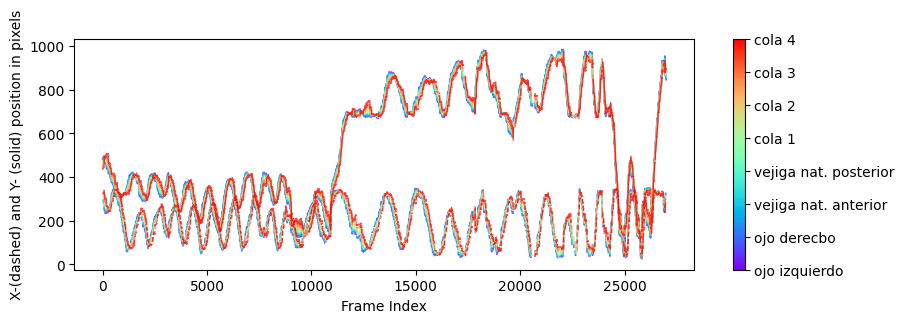 X-(dashed) and Y- (solid) position in pixels
1000
800
600
400
200
0
0 5000 10000 15000 20000 25000
Frame Index
cola 4
cola 3
cola 2
cola 1
vejiga nat. posterior
vejiga nat. anterior
ojo derecbo
ojo izquierdo